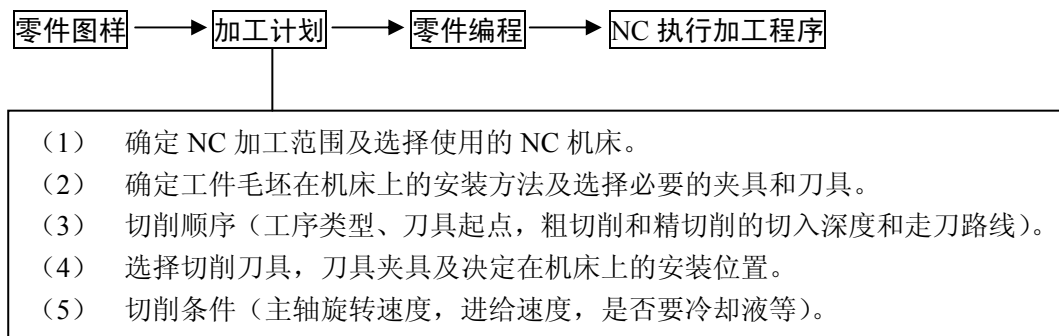 零件图样 加工计划 零件编程 NC 执行加工程序
(1) 确定 NC 加工范围及选择使用的 NC 机床。
(2) 确定工件毛坯在机床上的安装方法及选择必要的夹具和刀具。
(3) 切削顺序(工序类型、刀具起点,粗切削和精切削的切入深度和走刀路线)。
(4) 选择切削刀具,刀具夹具及决定在机床上的安装位置。
(5) 切削条件(主轴旋转速度,进给速度,是否要冷却液等)。